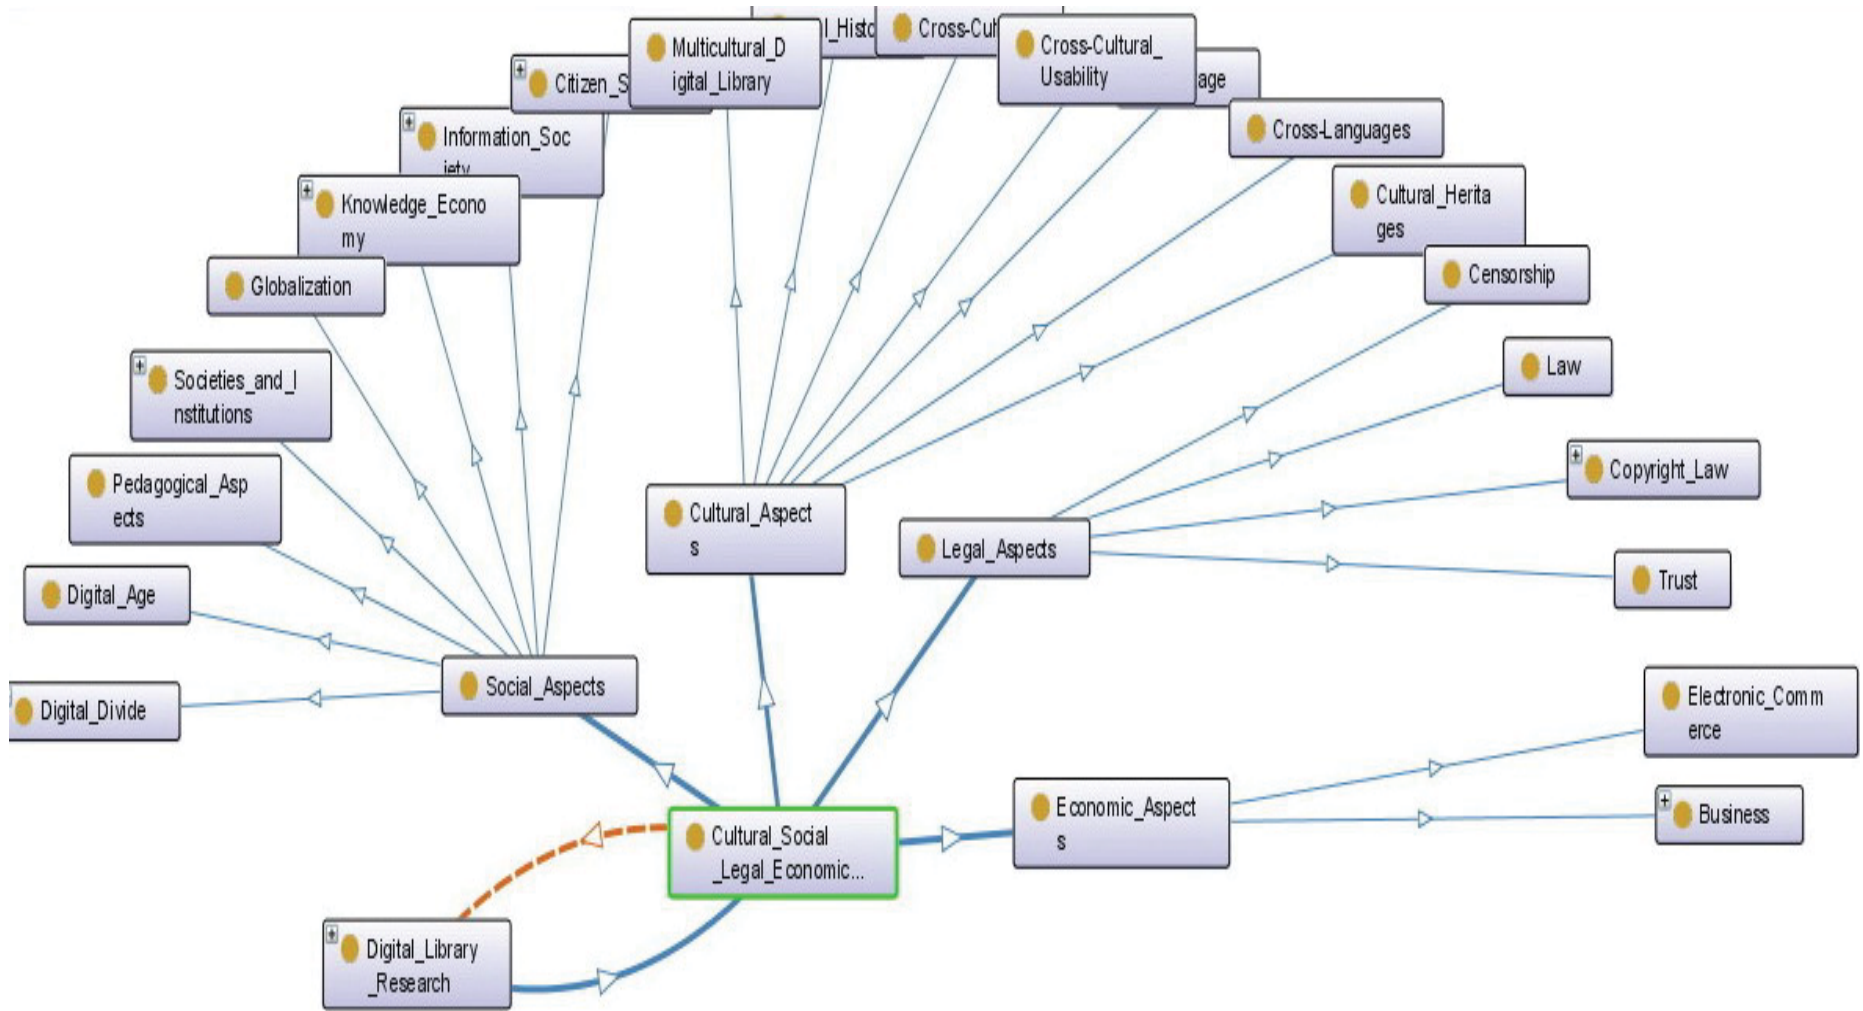 Multicultural_D
igital_Library
Cross-Cultural_
Usability
Cross-Languages
Information_Soc
iety
Knowledge_Econo
my
Cultural_Herita
ges
Globalization
Censorship
Societies_and_I
nstitutions
Law
Pedagogical_Asp
ects
Copyright_Law
Cultural_Aspect
s
Legal_Aspects
Digital_Age
Trust
Social_Aspects
Digital_Divide
Electronic_Comm
erce
Economic_Aspect
s
Business
Cultural_Social
_Legal_Economic...
Digital_Library
_Research